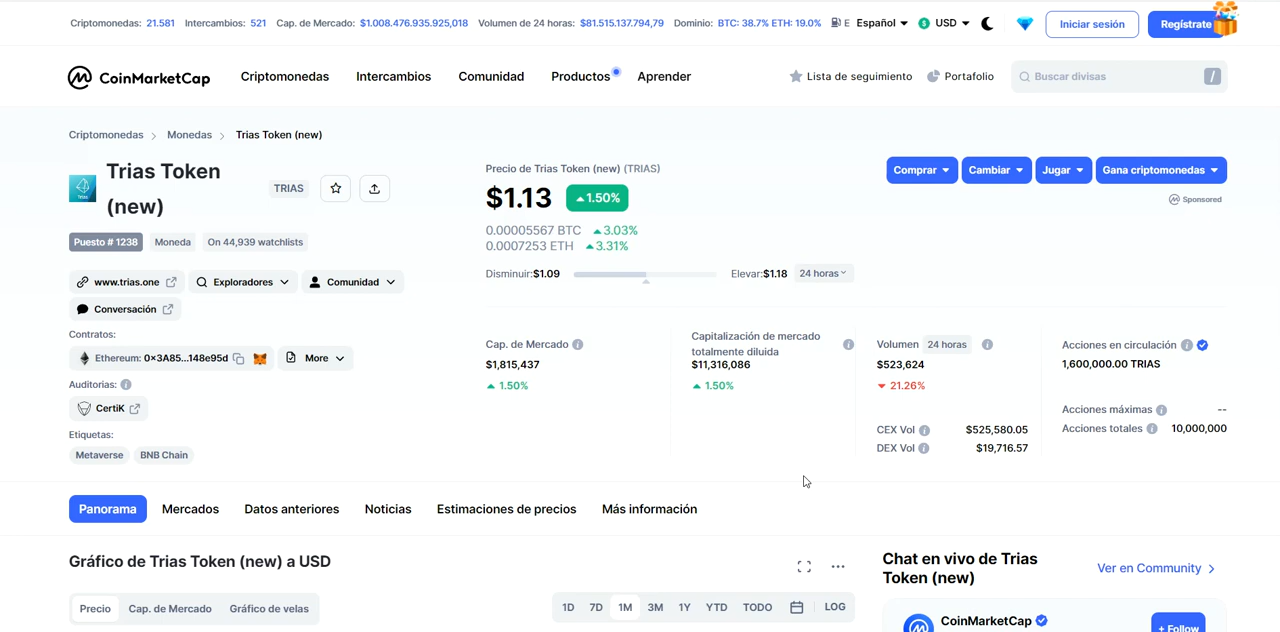 Criptomonedas: 21.581 Intercambios: 521 Cap. de Mercado: $1.008.476.935.925,018 Volumen de 24 horas: $81.515.137.794,79 Dominio: BTC: 38.7% ETH: 19.0% E Español USD Iniciar sesión Regístrate
CoinMarketCap Criptomonedas Intercambios Comunidad Productos Aprender Lista de seguimiento Portafolio Buscar divisas /
Criptomonedas > Monedas > Trias Token (new)
Trias Token
(new)
TRIAS
Puesto # 1238 Moneda On 44,939 watchlists
www.trias.one Exploradores Comunidad
Conversación
Contratos:
Ethereum: 0x3A85...148e95d More
Auditorias:
CertiK
Etiquetas:
Metaverse BNB Chain
Precio de Trias Token (new) (TRIAS)
$1.13 1.50%
0.00005567 BTC 3.03%
0.0007253 ETH 3.31%
Disminuir:$1.09 Elevar:$1.18 24 horas
Comprar Cambiar Jugar Gana criptomonedas
Sponsored
Cap. de Mercado
$1,815,437
1.50%
Capitalización de mercado
totalmente diluida
$11,316,086
1.50%
Volumen 24 horas
$523,624
21.26%
CEX Vol $525,580.05
DEX Vol $19,716.57
Acciones en circulación
1,600,000.00 TRIAS
Acciones máximas --
Acciones totales 10,000,000
Panorama Mercados Datos anteriores Noticias Estimaciones de precios Más información
Gráfico de Trias Token (new) a USD
Precio Cap. de Mercado Gráfico de velas 1D 7D 1M 3M 1Y YTD TODO LOG
Chat en vivo de Trias
Token (new)
Ver en Community
CoinMarketCap
+ Follow